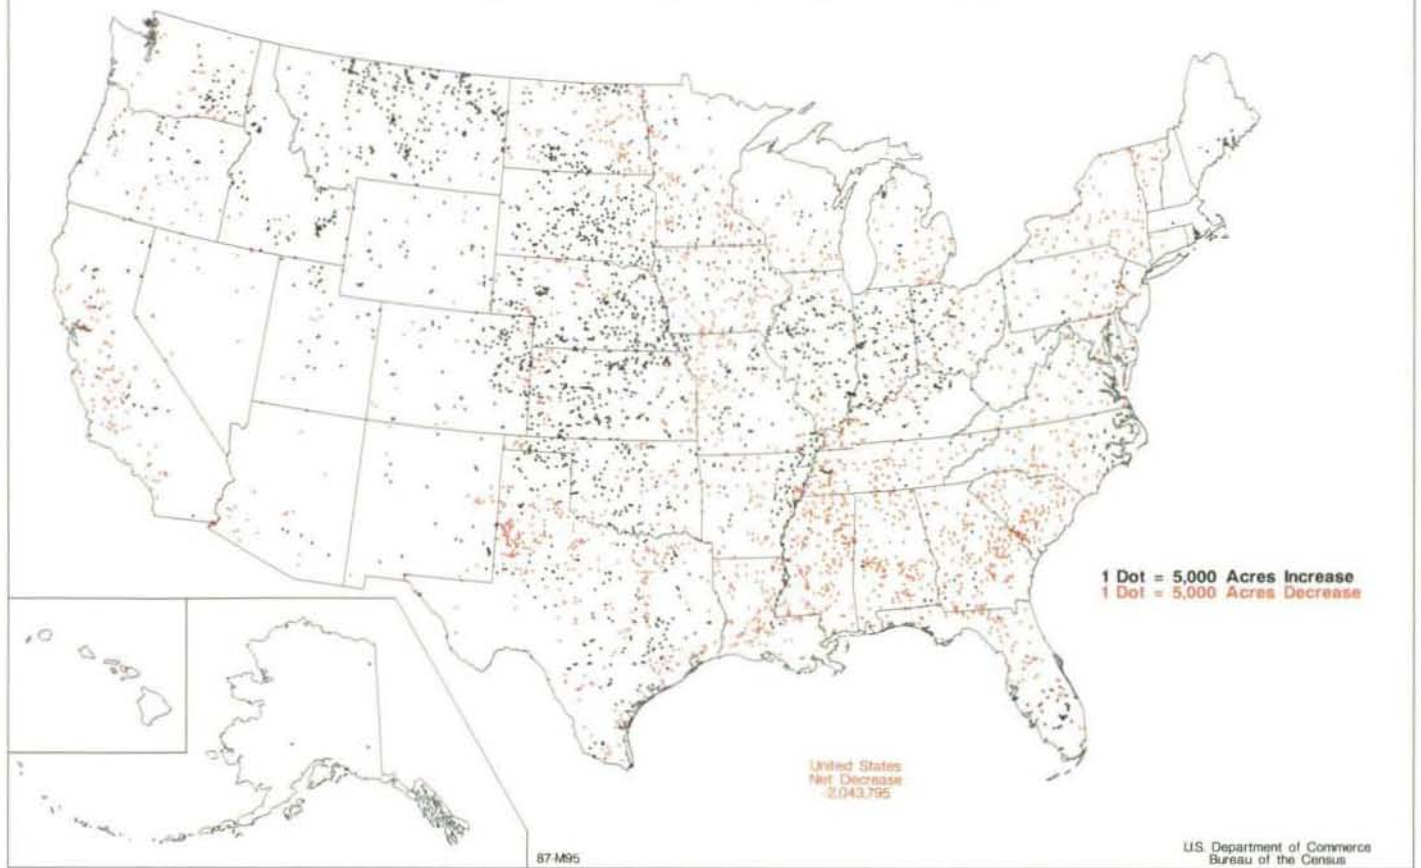 1 Dot = 5,000 Acres Increase
1 Dot = 5,000 Acres Decrease
United States
Net Decrease
-2,043,795
87-M95
U.S. Department of Commerce
Bureau of the Census